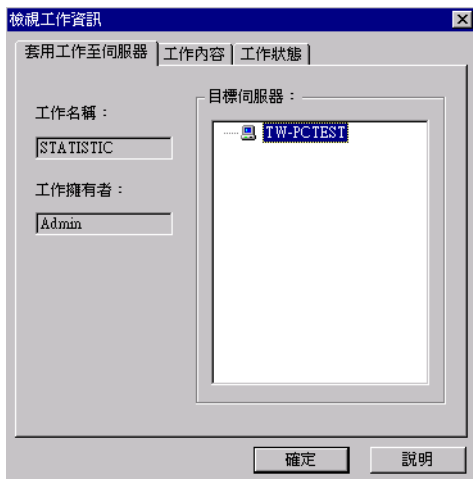 檢視工作資訊
套用工作至伺服器 工作內容 工作狀態
工作名稱：
STATISTIC
工作擁有者：
Admin
目標伺服器：
TW-PCTEST
確定 說明